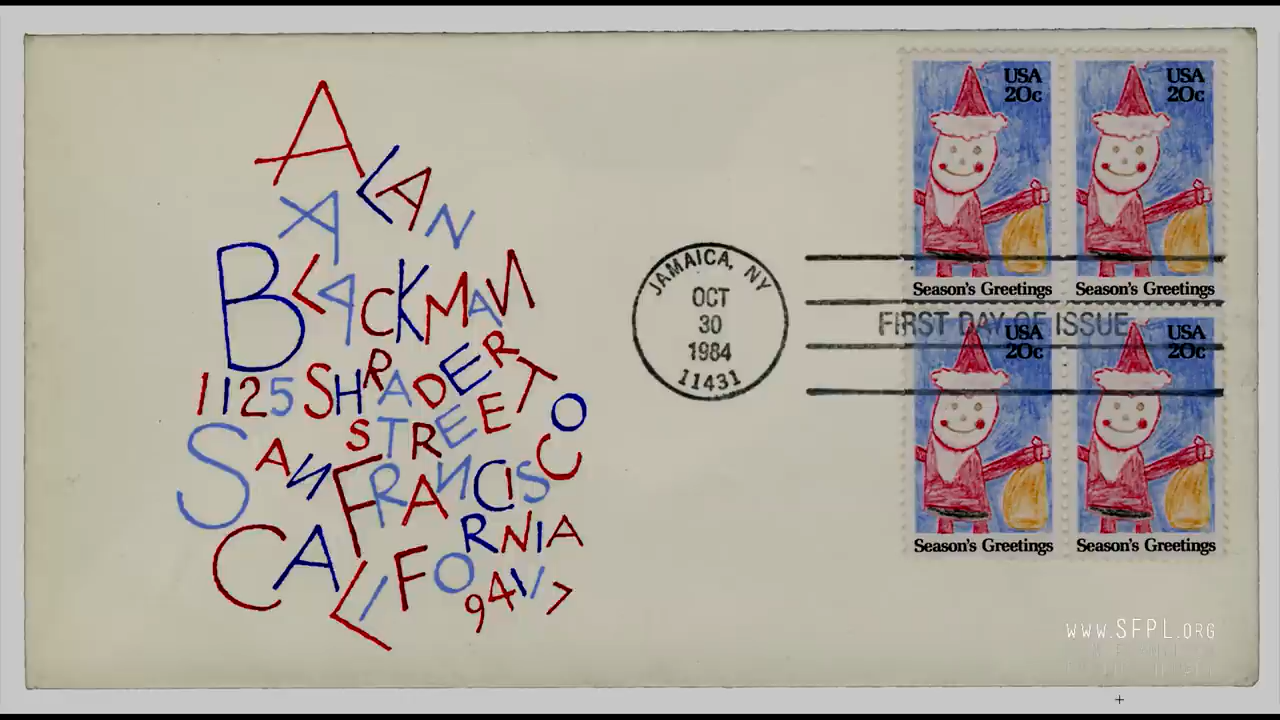 ALAN
A
BLACKMAN
1125 SHRADER
STREET
SAN FRANCISCO
CALIFORNIA
94117
JAMAICA, NY
OCT
30
1984
11431
FIRST DAY OF ISSUE
USA
20c
Season's Greetings
USA
20c
Season's Greetings
USA
20c
Season's Greetings
USA
20c
Season's Greetings
WWW.SFPL.ORG